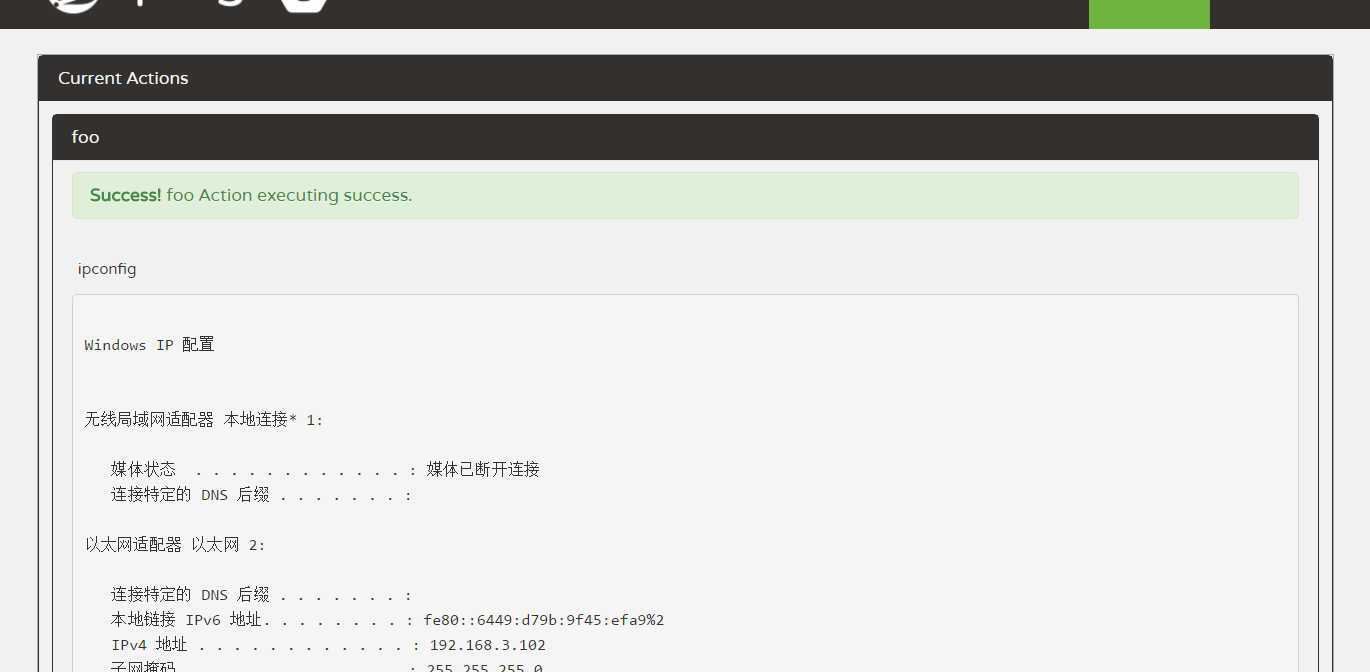 Current Actions
foo
Success! foo Action executing success.
ipconfig
Windows IP 配置
无线局域网适配器 本地连接* 1:
媒体状态  . . . . . . . . . . . . : 媒体已断开连接
连接特定的 DNS 后缀 . . . . . . . :
以太网适配器 以太网 2:
连接特定的 DNS 后缀 . . . . . . . :
本地链接 IPv6 地址. . . . . . . . : fe80::6449:d79b:9f45:efa9%2
IPv4 地址 . . . . . . . . . . . . : 192.168.3.102
子网掩码  . . . . . . . . . . . . : 255.255.255.0